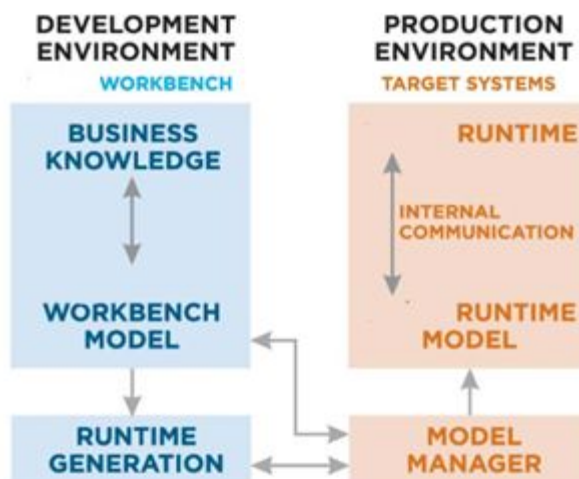 DEVELOPMENT
ENVIRONMENT
WORKBENCH
BUSINESS
KNOWLEDGE
WORKBENCH
MODEL
RUNTIME
GENERATION
PRODUCTION
ENVIRONMENT
TARGET SYSTEMS
RUNTIME
INTERNAL
COMMUNICATION
RUNTIME
MODEL
MODEL
MANAGER